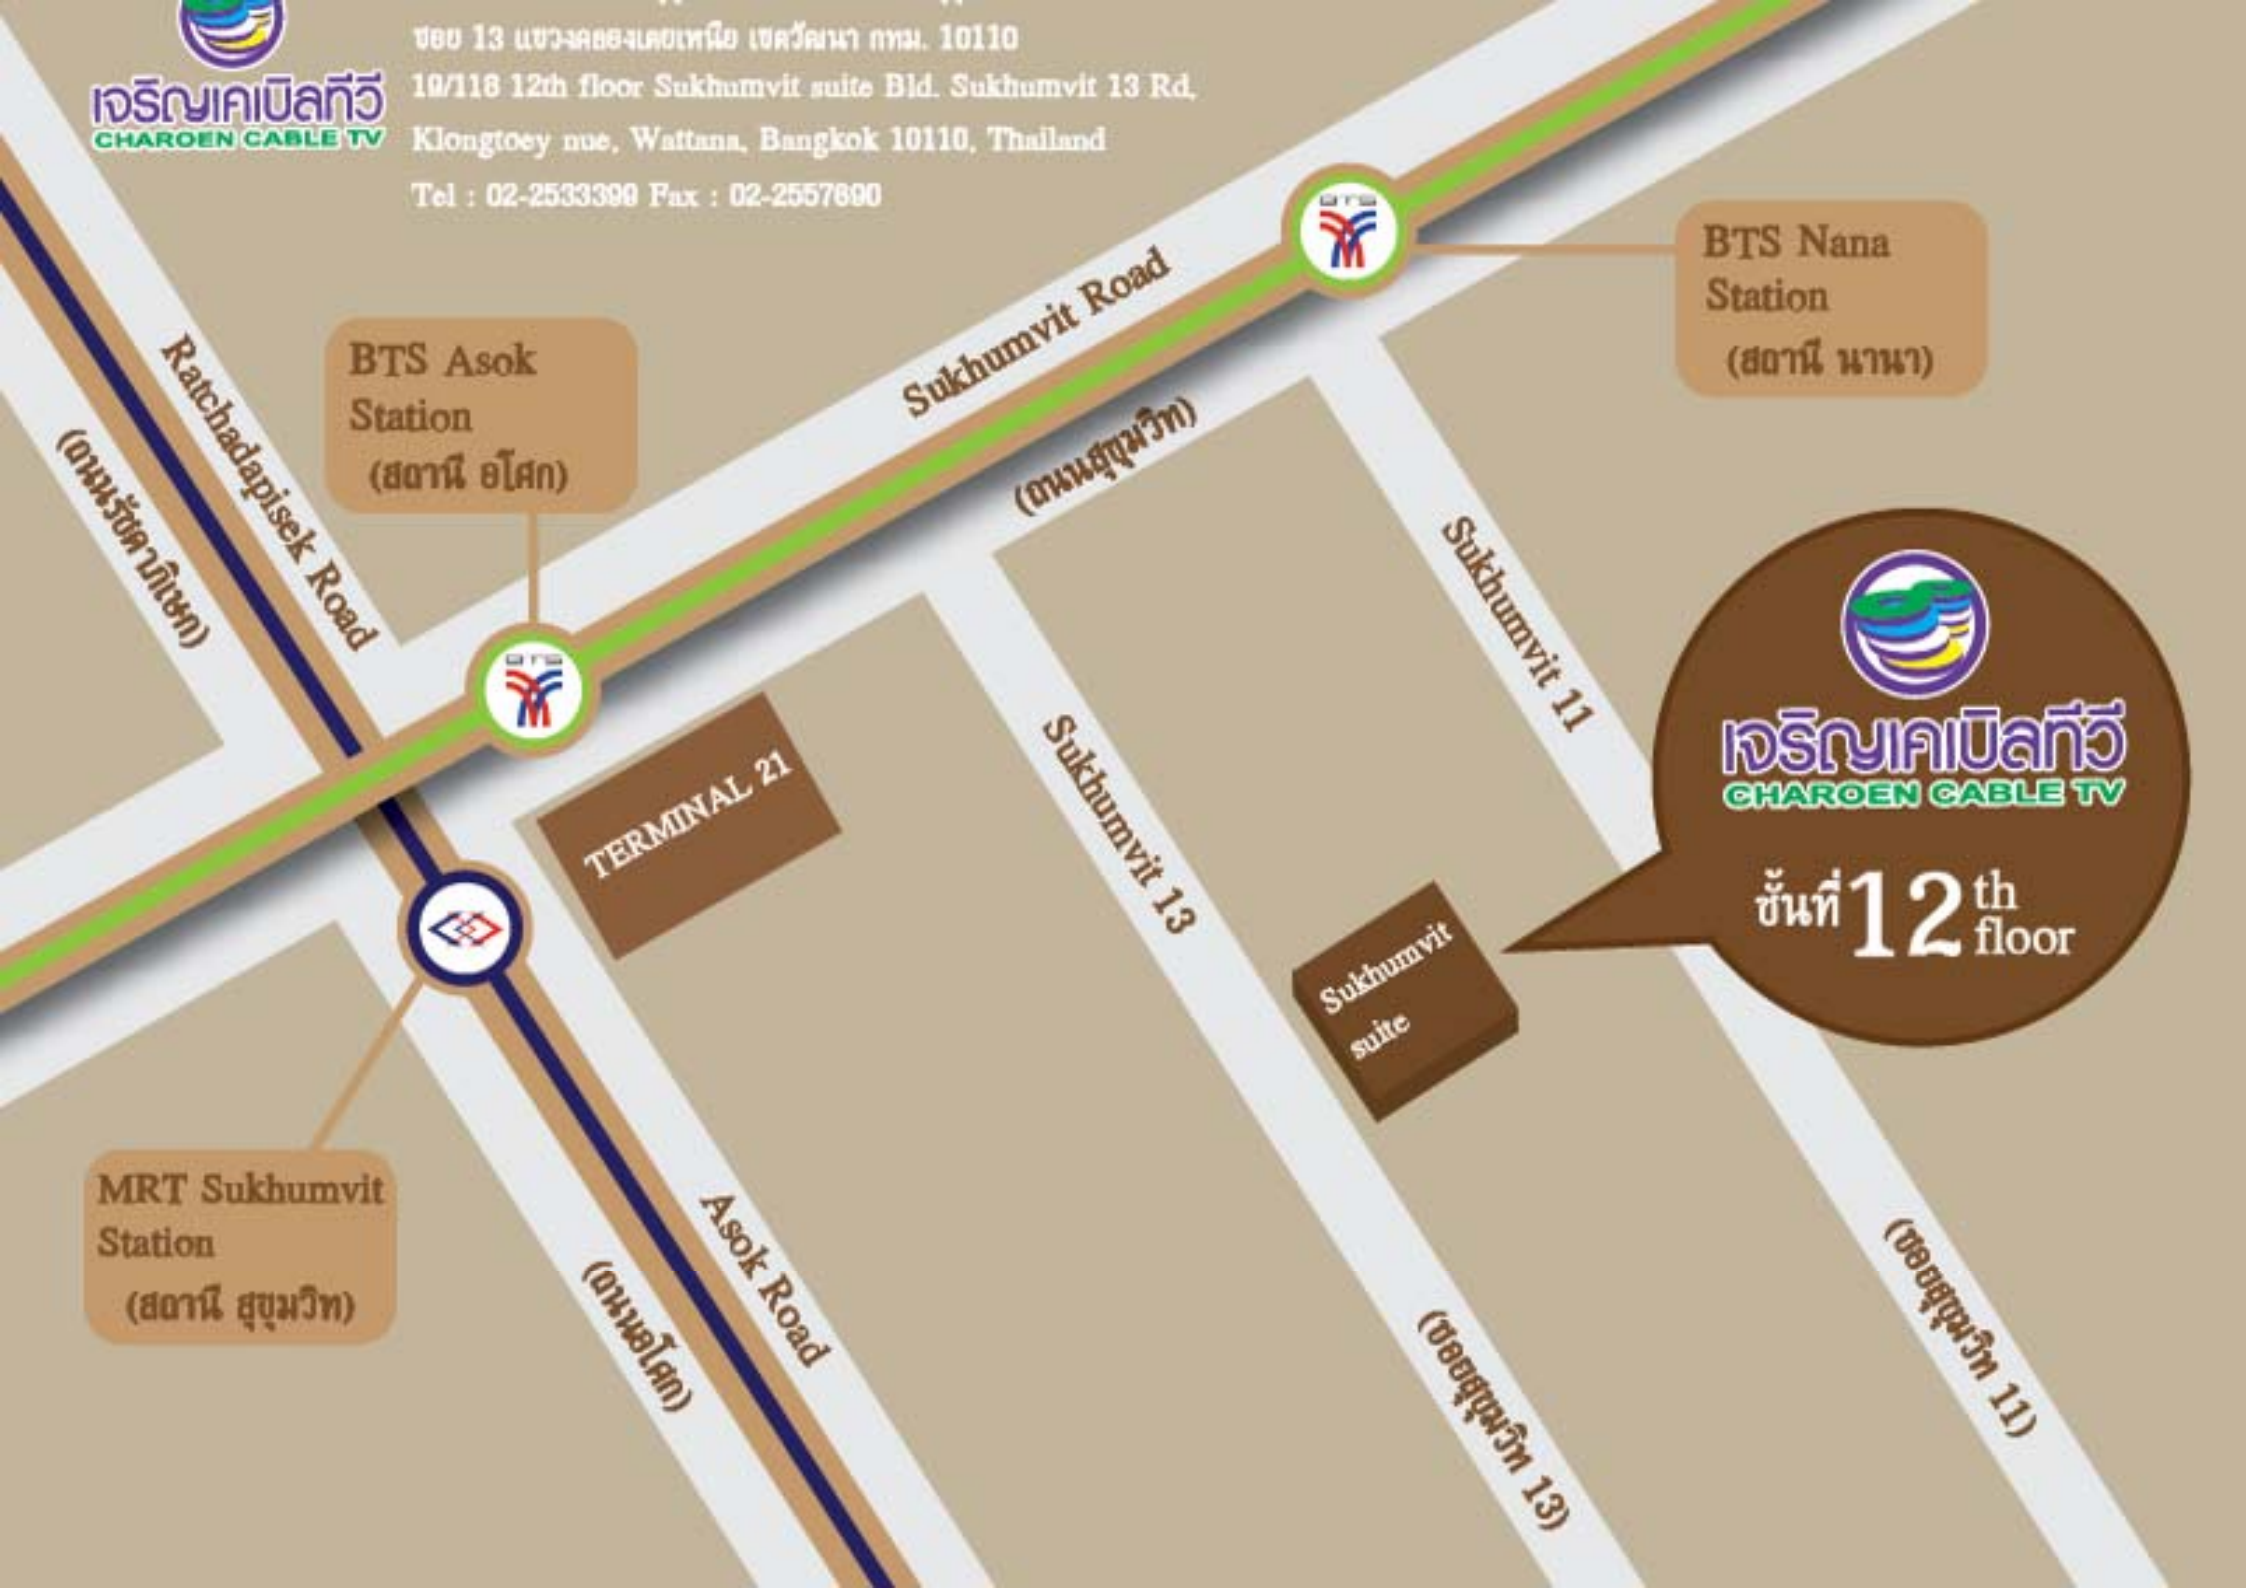 เจริญเคเบิลทีวี
CHAROEN CABLE TV
ซอย 13 แขวงคลองเตยเหนือ เขตวัฒนา กทม. 10110
19/118 12th floor Sukhumvit suite Bld. Sukhumvit 13 Rd,
Klongtoey nue, Wattana, Bangkok 10110, Thailand
Tel : 02-2533399 Fax : 02-2557690
BTS
BTS Nana
Station
(สถานี นานา)
Sukhumvit Road
(ถนนสุขุมวิท)
BTS Asok
Station
(สถานี อโศก)
Ratchadapisek Road
(ถนนรัชดาภิเษก)
BTS
TERMINAL 21
Sukhumvit 11
Sukhumvit 13
เจริญเคเบิลทีวี
CHAROEN CABLE TV
ชั้นที่ 12 th
floor
Sukhumvit
suite
MRT Sukhumvit
Station
(สถานี สุขุมวิท)
Asok Road
(ถนนอโศก)
(ซอยสุขุมวิท 13)
(ซอยสุขุมวิท 11)